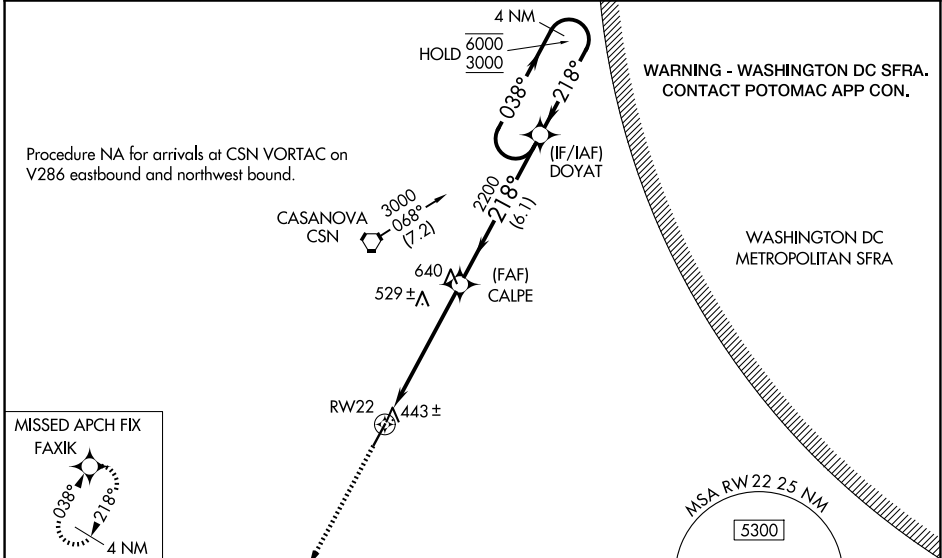 4 NM
HOLD 6000
3000
038°
218°
WARNING - WASHINGTON DC SFRA.
CONTACT POTOMAC APP CON.
Procedure NA for arrivals at CSN VORTAC on
V286 eastbound and northwest bound.
(IF/IAF)
DOYAT
2200
218°
(6.1)
3000
068°
(7.2)
CASANOVA
CSN
WASHINGTON DC
METROPOLITAN SFRA
640
529 ±
(FAF)
CALPE
RW22
443 ±
MISSED APCH FIX
FAXIK
038°
218°
4 NM
MSA RW 22 25 NM
5300